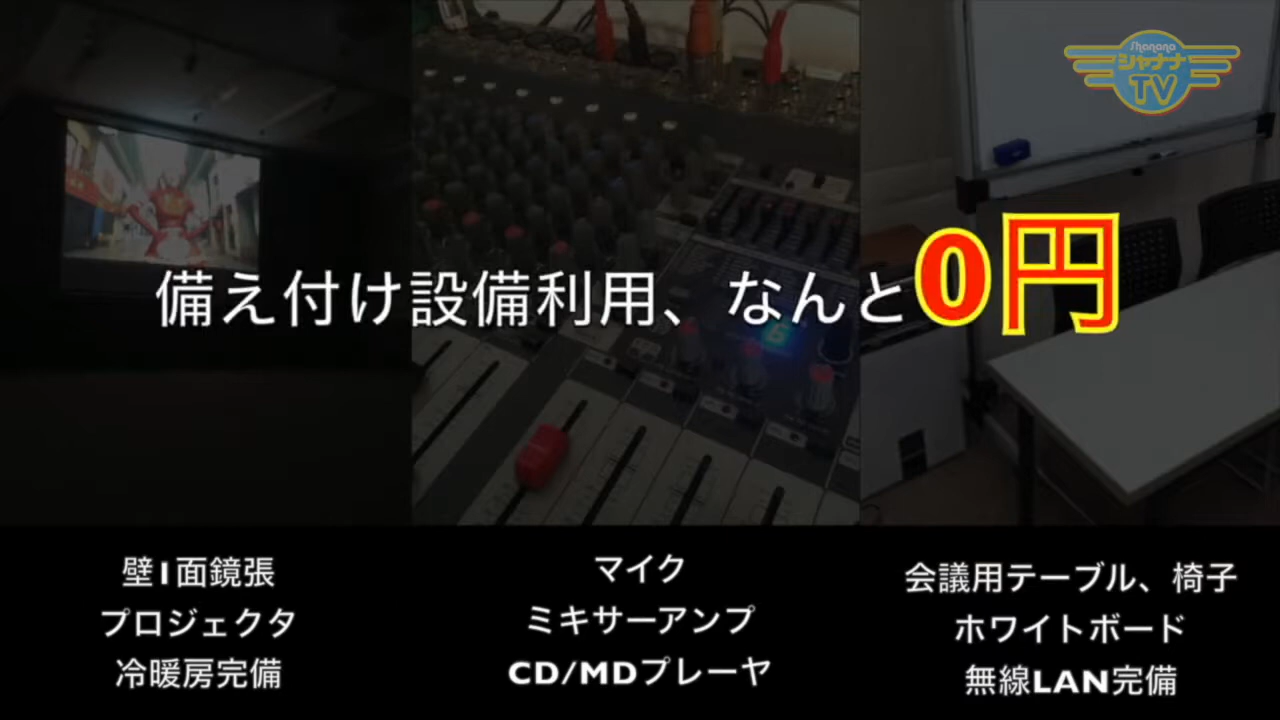 Shanana
シャナナ
TV
備え付け設備利用、なんと0円
壁1面鏡張
プロジェクタ
冷暖房完備
マイク
ミキサーアンプ
CD/MDプレーヤ
会議用テーブル、椅子
ホワイトボード
無線LAN完備